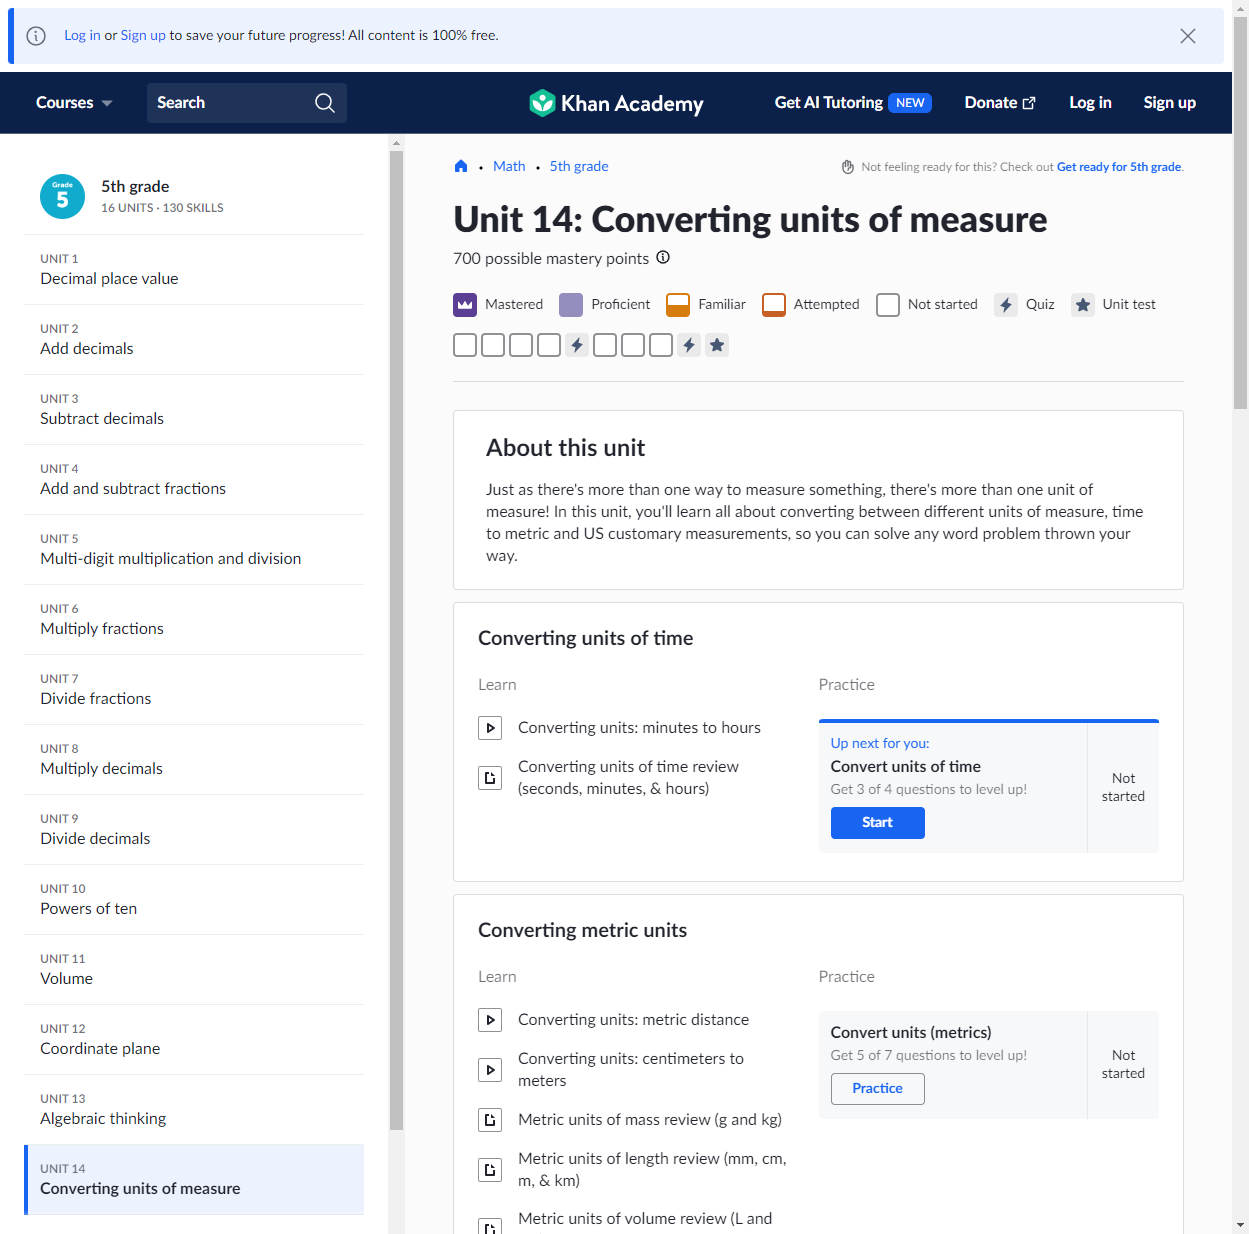 Log in or Sign up to save your future progress! All content is 100% free.
Courses
Search
Khan Academy
Get AI Tutoring NEW
Donate
Log in
Sign up
Grade
5
5th grade
16 UNITS · 130 SKILLS
UNIT 1
Decimal place value
UNIT 2
Add decimals
UNIT 3
Subtract decimals
UNIT 4
Add and subtract fractions
UNIT 5
Multi-digit multiplication and division
UNIT 6
Multiply fractions
UNIT 7
Divide fractions
UNIT 8
Multiply decimals
UNIT 9
Divide decimals
UNIT 10
Powers of ten
UNIT 11
Volume
UNIT 12
Coordinate plane
UNIT 13
Algebraic thinking
UNIT 14
Converting units of measure
Math • 5th grade
Not feeling ready for this? Check out Get ready for 5th grade.
Unit 14: Converting units of measure
700 possible mastery points
Mastered
Proficient
Familiar
Attempted
Not started
Quiz
Unit test
About this unit
Just as there's more than one way to measure something, there's more than one unit of
measure! In this unit, you'll learn all about converting between different units of measure, time
to metric and US customary measurements, so you can solve any word problem thrown your
way.
Converting units of time
Learn
Converting units: minutes to hours
Converting units of time review
(seconds, minutes, & hours)
Practice
Up next for you:
Convert units of time
Get 3 of 4 questions to level up!
Start
Not
started
Converting metric units
Learn
Converting units: metric distance
Converting units: centimeters to
meters
Metric units of mass review (g and kg)
Metric units of length review (mm, cm,
m, & km)
Metric units of volume review (L and
Practice
Convert units (metrics)
Get 5 of 7 questions to level up!
Practice
Not
started